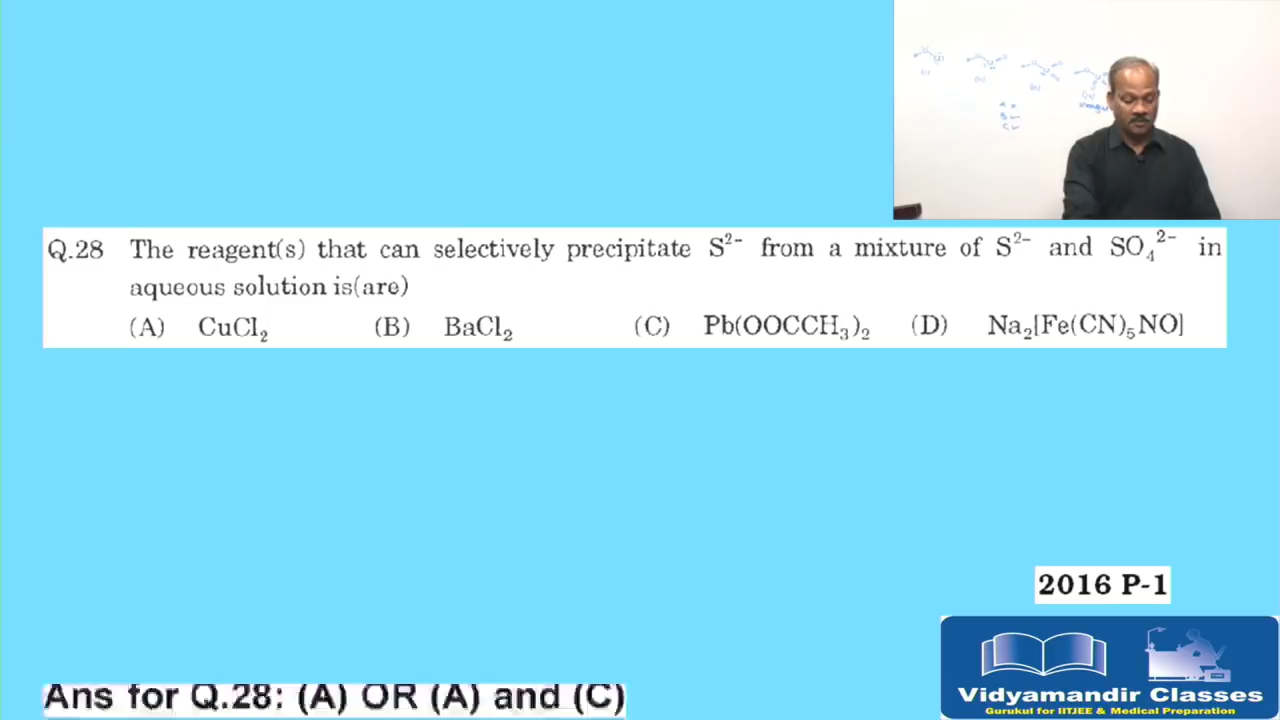 Q.28 The reagent(s) that can selectively precipitate S²⁻ from a mixture of S²⁻ and SO₄²⁻ in
aqueous solution is(are)
(A) CuCl₂ (B) BaCl₂ (C) Pb(OOCCH₃)₂ (D) Na₂[Fe(CN)₅NO]
2016 P-1
Ans for Q.28: (A) OR (A) and (C)
Vidyamandir Classes
Gurukul for IITJEE & Medical Preparation